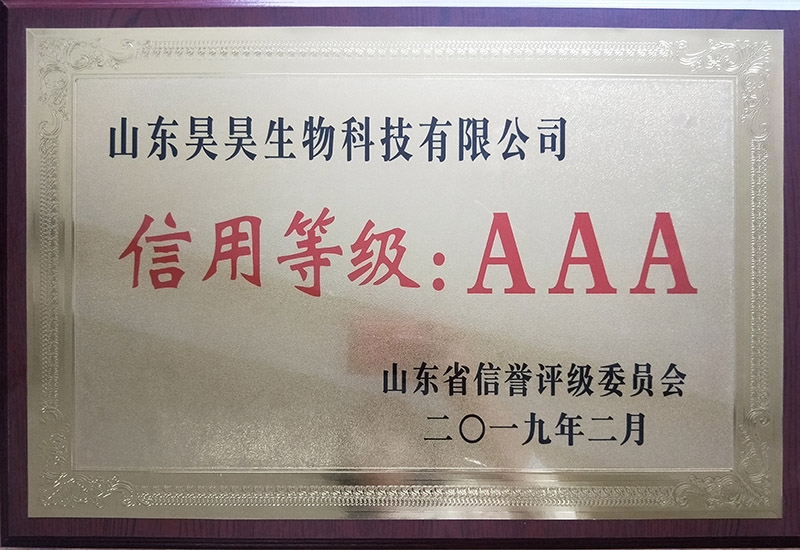 山东昊昊生物科技有限公司
信用等级：AAA
山东省信誉评级委员会
二〇一九年二月